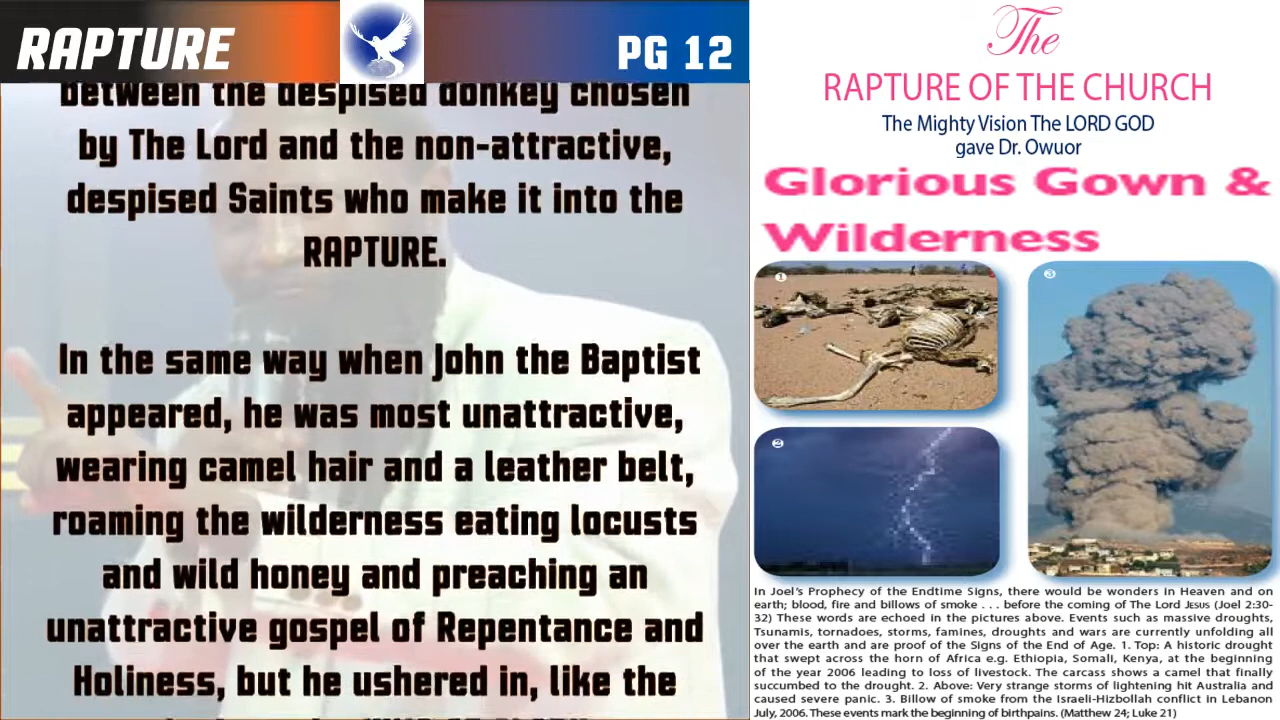 RAPTURE
PG 12
between the despised donkey chosen
by The Lord and the non-attractive,
despised Saints who make it into the
RAPTURE.
In the same way when John the Baptist
appeared, he was most unattractive,
wearing camel hair and a leather belt,
roaming the wilderness eating locusts
and wild honey and preaching an
unattractive gospel of Repentance and
Holiness, but he ushered in, like the
The
RAPTURE OF THE CHURCH
The Mighty Vision The LORD GOD
gave Dr. Owuor
Glorious Gown &
Wilderness
1
3
2
In Joel's Prophecy of the Endtime Signs, there would be wonders in Heaven and on
earth; blood, fire and billows of smoke . . . before the coming of The Lord Jesus (Joel 2:30-
32) These words are echoed in the pictures above. Events such as massive droughts,
Tsunamis, tornadoes, storms, famines, droughts and wars are currently unfolding all
over the earth and are proof of the Signs of the End of Age. 1. Top: A historic drought
that swept across the horn of Africa e.g. Ethiopia, Somali, Kenya, at the beginning
of the year 2006 leading to loss of livestock. The carcass shows a camel that finally
succumbed to the drought. 2. Above: Very strange storms of lightening hit Australia and
caused severe panic. 3. Billow of smoke from the Israeli-Hizbollah conflict in Lebanon
July, 2006. These events mark the beginning of birthpains. (Matthew 24; Luke 21)